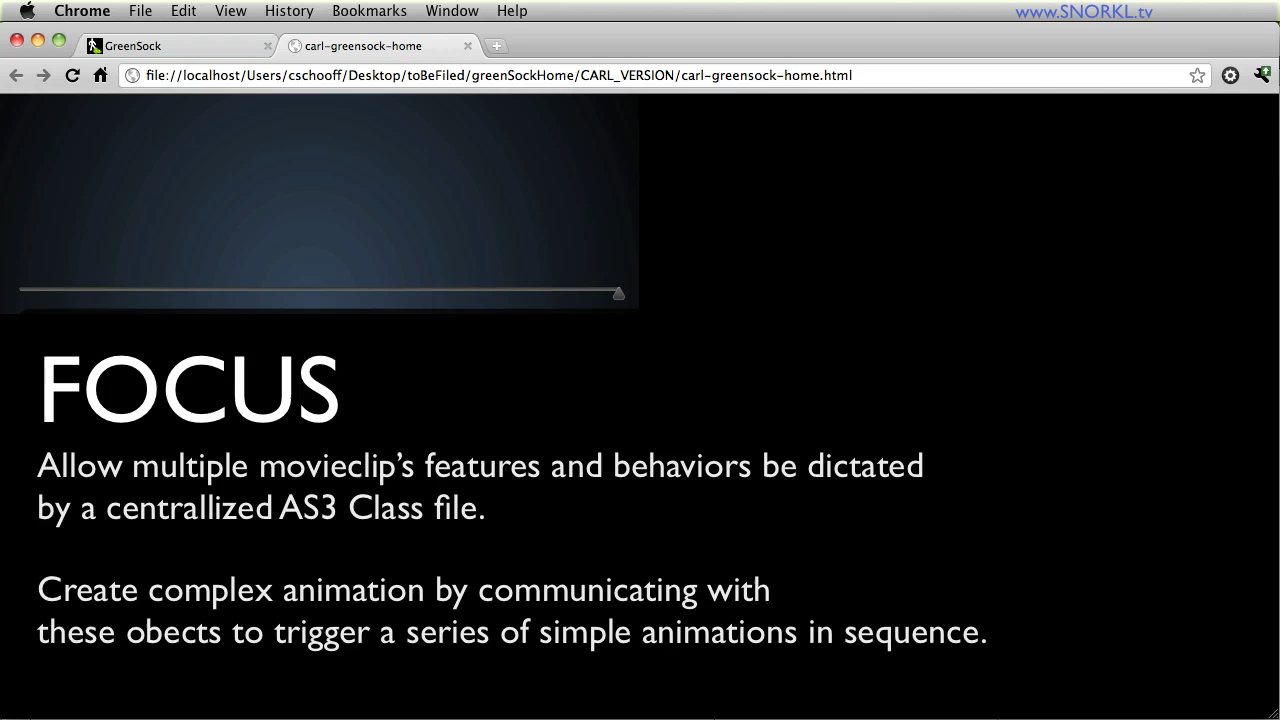 Chrome File Edit View History Bookmarks Window Help www.SNORKL.tv
GreenSock carl-greensock-home
file://localhost/Users/cschooff/Desktop/toBeFiled/greenSockHome/CARL_VERSION/carl-greensock-home.html
FOCUS
Allow multiple movieclip’s features and behaviors be dictated
by a centrallized AS3 Class file.
Create complex animation by communicating with
these obects to trigger a series of simple animations in sequence.